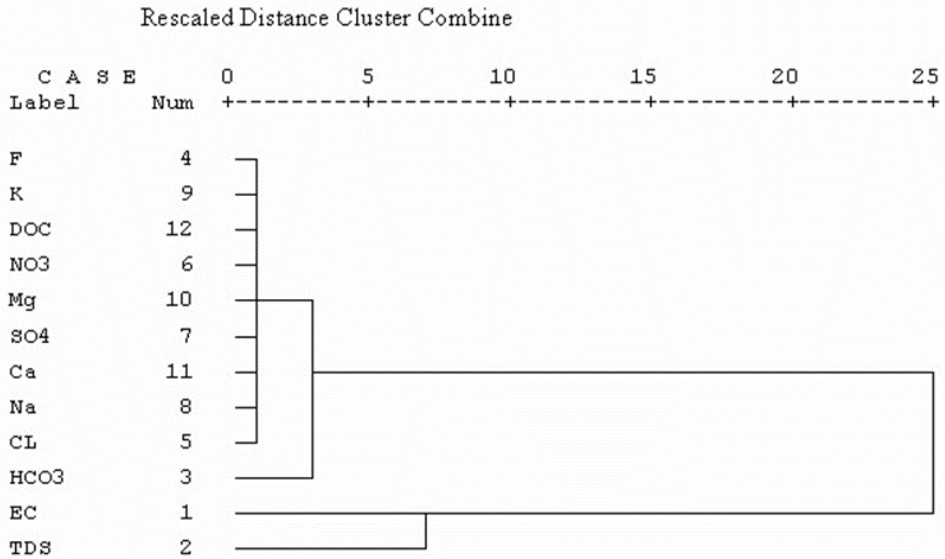 Rescaled Distance Cluster Combine
C A S E 0 5 10 15 20 25
Label Num +---------+---------+---------+---------+---------+
F 4
K 9
DOC 12
NO3 6
Mg 10
SO4 7
Ca 11
Na 8
CL 5
HCO3 3
EC 1
TDS 2